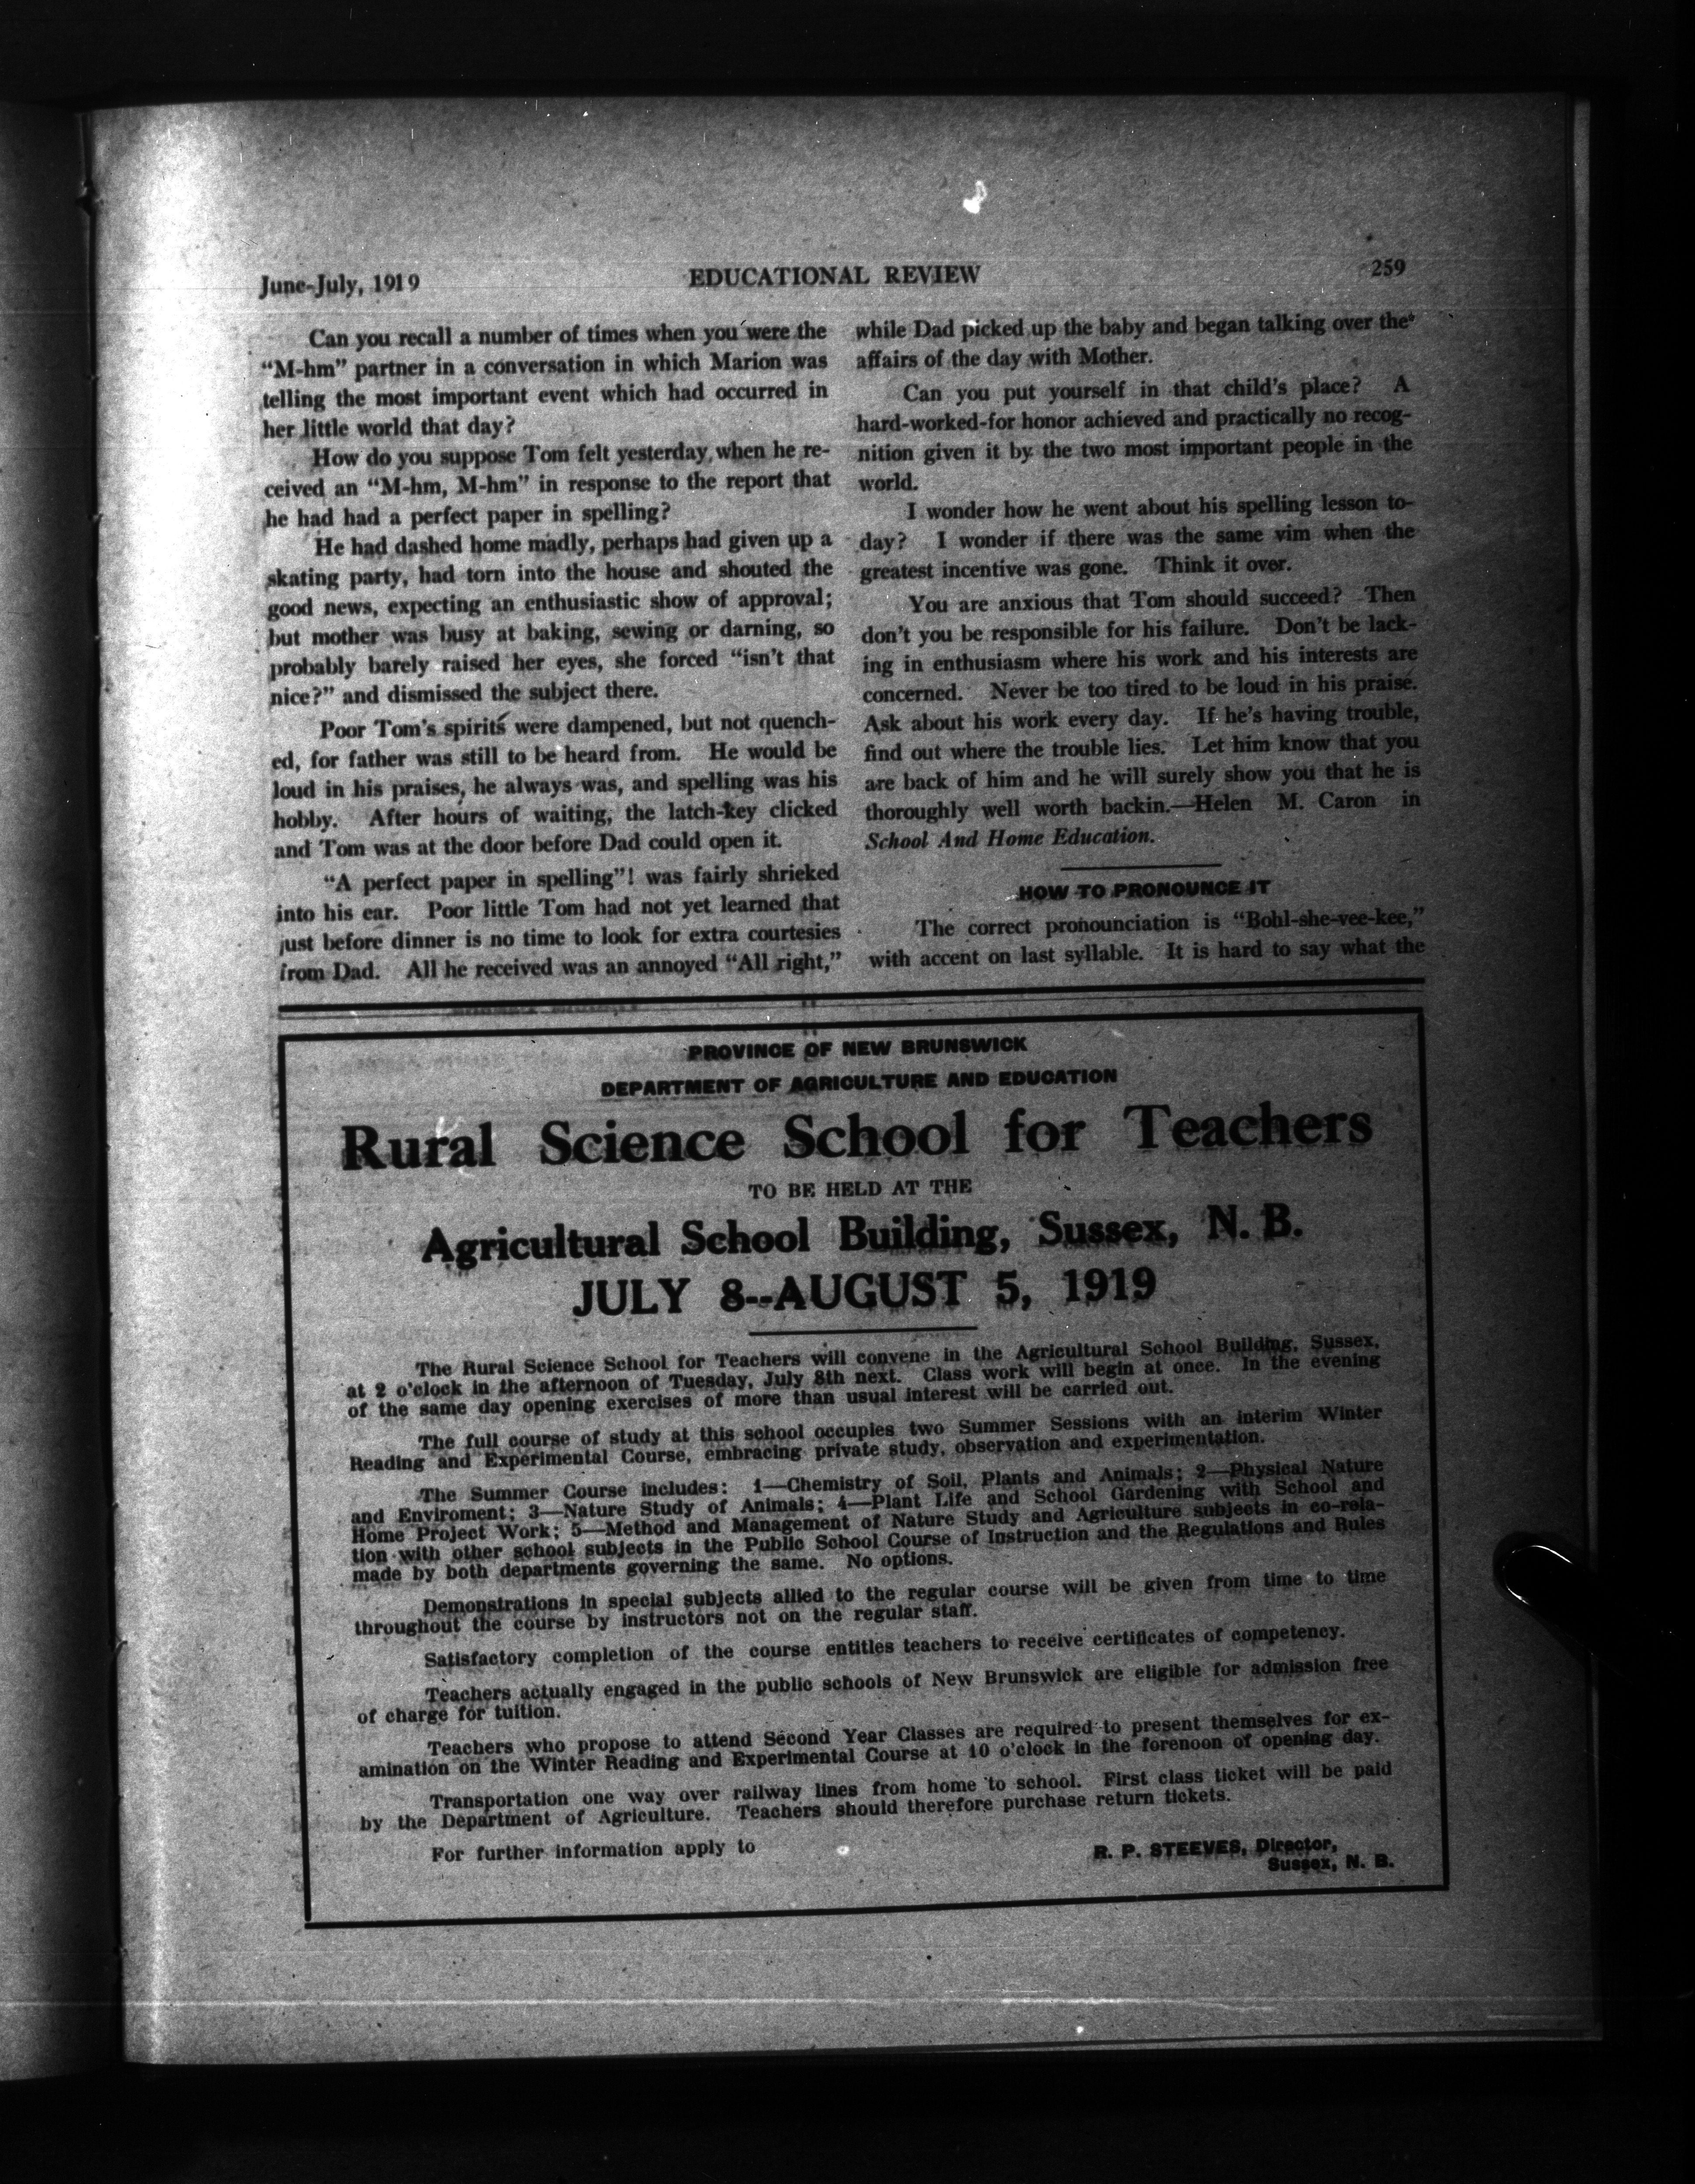 June-July, 1919
EDUCATIONAL REVIEW
259
Can you recall a number of times when you were the
“M-hm” partner in a conversation in which Marion was
telling the most important event which had occurred in
her little world that day?
How do you suppose Tom felt yesterday when he re-
ceived an “M-hm, M-hm” in response to the report that
he had had a perfect paper in spelling?
He had dashed home madly, perhaps had given up a
skating party, had torn into the house and shouted the
good news, expecting an enthusiastic show of approval;
but mother was busy at baking, sewing or darning, so
probably barely raised her eyes, she forced “isn't that
nice?” and dismissed the subject there.
Poor Tom's spirits were dampened, but not quench-
ed, for father was still to be heard from. He would be
loud in his praises, he always was, and spelling was his
hobby. After hours of waiting, the latch-key clicked
and Tom was at the door before Dad could open it.
“A perfect paper in spelling”! was fairly shrieked
into his ear. Poor little Tom had not yet learned that
just before dinner is no time to look for extra courtesies
from Dad. All he received was an annoyed “All right,”
while Dad picked up the baby and began talking over the
affairs of the day with Mother.
Can you put yourself in that child's place? A
hard-worked-for honor achieved and practically no recog-
nition given it by the two most important people in the
world.
I wonder how he went about his spelling lesson to-
day? I wonder if there was the same vim when the
greatest incentive was gone. Think it over.
You are anxious that Tom should succeed? Then
don't you be responsible for his failure. Don't be lack-
ing in enthusiasm where his work and his interests are
concerned. Never be too tired to be loud in his praise.
Ask about his work every day. If he's having trouble,
find out where the trouble lies. Let him know that you
are back of him and he will surely show you that he is
thoroughly well worth backin.—Helen M. Caron in
School And Home Education.
HOW TO PRONOUNCE IT
The correct pronounciation is “Bohl-she-vee-kee,”
with accent on last syllable. It is hard to say what the
PROVINCE OF NEW BRUNSWICK
DEPARTMENT OF AGRICULTURE AND EDUCATION
Rural Science School for Teachers
TO BE HELD AT THE
Agricultural School Building, Sussex, N. B.
JULY 8--AUGUST 5, 1919
The Rural Science School for Teachers will convene in the Agricultural School Building, Sussex,
at 2 o'clock in the afternoon of Tuesday, July 8th next. Class work will begin at once. In the evening
of the same day opening exercises of more than usual interest will be carried out.
The full course of study at this school occupies two Summer Sessions with an interim Winter
Reading and Experimental Course, embracing private study, observation and experimentation.
The Summer Course includes: 1—Chemistry of Soil, Plants and Animals; 2—Physical Nature
and Enviroment; 3—Nature Study of Animals; 4—Plant Life and School Gardening with School and
Home Project Work; 5—Method and Management of Nature Study and Agriculture subjects in co-rela-
tion with other school subjects in the Public School Course of Instruction and the Regulations and Rules
made by both departments governing the same. No options.
Demonstrations in special subjects allied to the regular course will be given from time to time
throughout the course by instructors not on the regular staff.
Satisfactory completion of the course entitles teachers to receive certificates of competency.
Teachers actually engaged in the public schools of New Brunswick are eligible for admission free
of charge for tuition.
Teachers who propose to attend Second Year Classes are required to present themselves for ex-
amination on the Winter Reading and Experimental Course at 10 o'clock in the forenoon of opening day.
Transportation one way over railway lines from home to school. First class ticket will be paid
by the Department of Agriculture. Teachers should therefore purchase return tickets.
For further information apply to
R. P. STEEVES, Director,
Sussex, N. B.